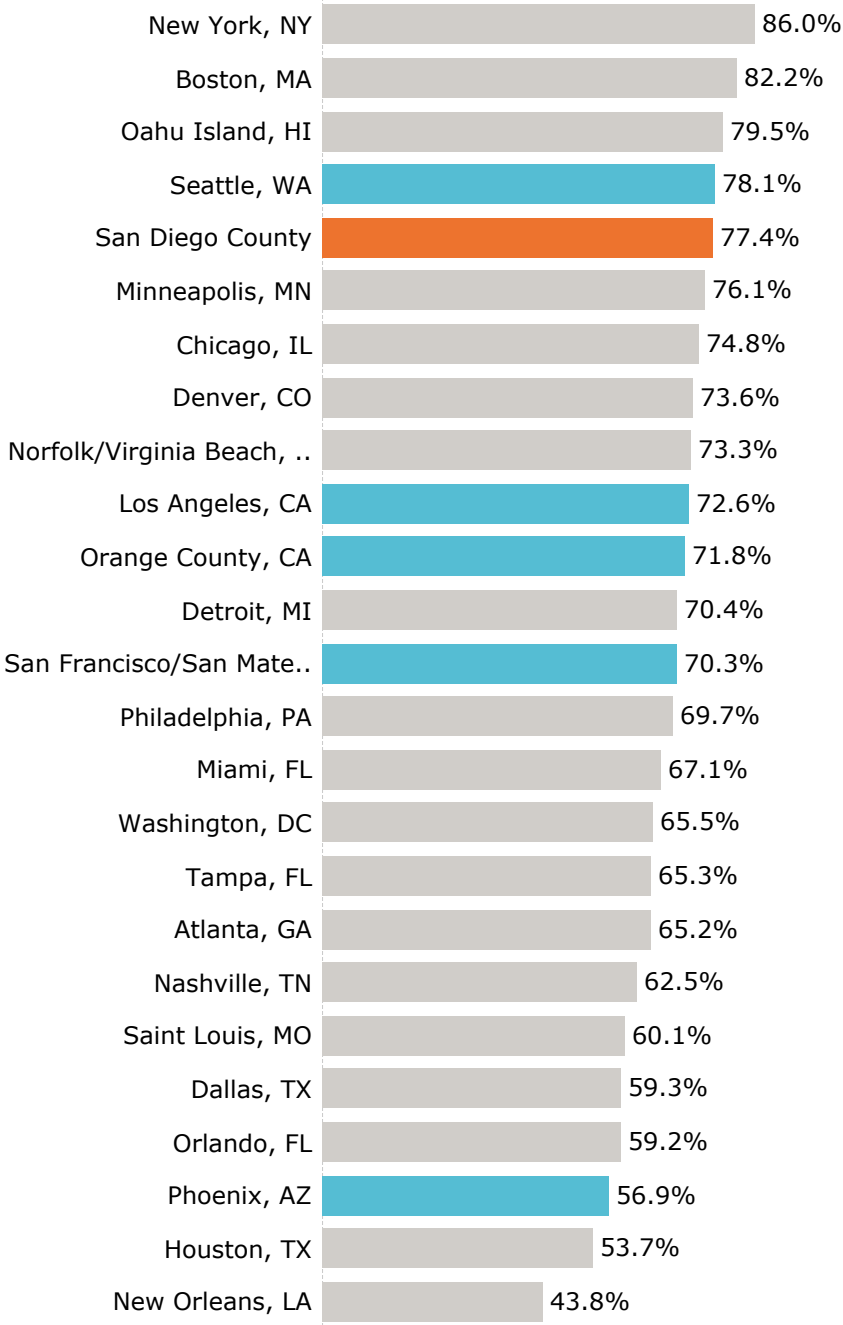 New York, NY 86.0%
Boston, MA 82.2%
Oahu Island, HI 79.5%
Seattle, WA 78.1%
San Diego County 77.4%
Minneapolis, MN 76.1%
Chicago, IL 74.8%
Denver, CO 73.6%
Norfolk/Virginia Beach, .. 73.3%
Los Angeles, CA 72.6%
Orange County, CA 71.8%
Detroit, MI 70.4%
San Francisco/San Mate.. 70.3%
Philadelphia, PA 69.7%
Miami, FL 67.1%
Washington, DC 65.5%
Tampa, FL 65.3%
Atlanta, GA 65.2%
Nashville, TN 62.5%
Saint Louis, MO 60.1%
Dallas, TX 59.3%
Orlando, FL 59.2%
Phoenix, AZ 56.9%
Houston, TX 53.7%
New Orleans, LA 43.8%